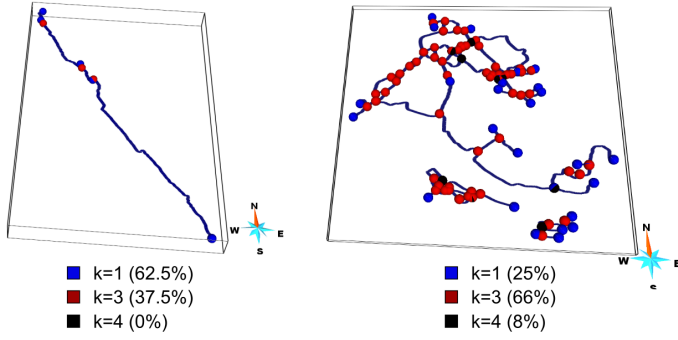 N
W
E
S
N
W
E
k=1 (62.5%)
k=3 (37.5%)
k=4 (0%)
k=1 (25%)
k=3 (66%)
k=4 (8%)